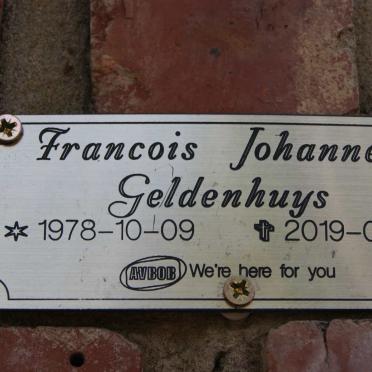 Francois Johanne
Geldenhuys
1978-10-09 2019-0
AVBOB We're here for you